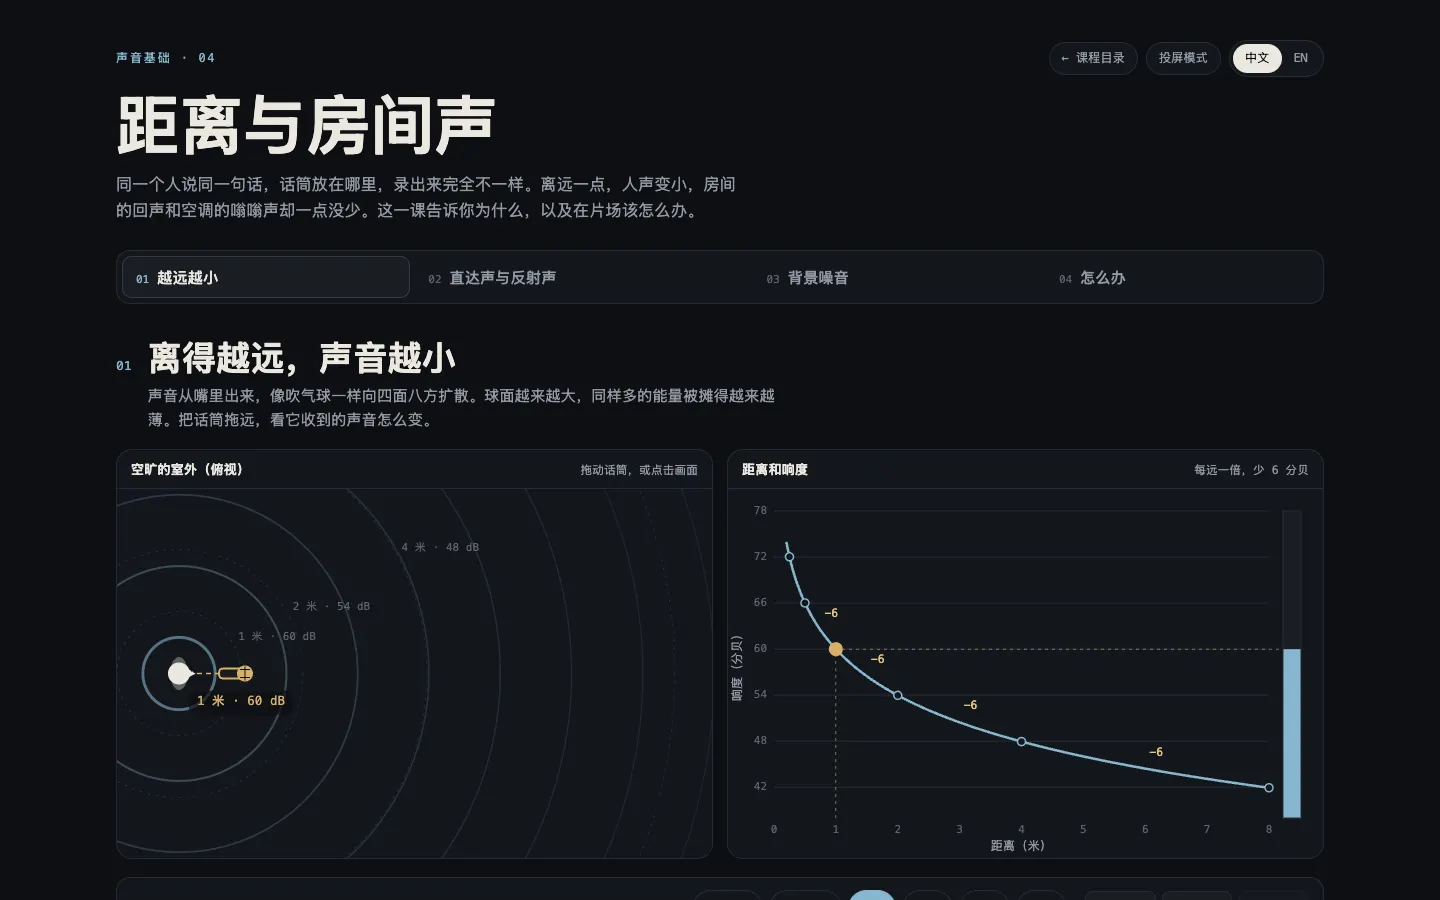 声音基础 · 04
← 课程目录
投屏模式
中文
EN
距离与房间声
同一个人说同一句话，话筒放在哪里，录出来完全不一样。离远一点，人声变小，房间
的回声和空调的嗡嗡声却一点没少。这一课告诉你为什么，以及在片场该怎么办。
01 越远越小
02 直达声与反射声
03 背景噪音
04 怎么办
01 离得越远，声音越小
声音从嘴里出来，像吹气球一样向四面八方扩散。球面越来越大，同样多的能量被摊得越来越
薄。把话筒拖远，看它收到的声音怎么变。
空旷的室外（俯视）
拖动话筒，或点击画面
4 米 · 48 dB
2 米 · 54 dB
1 米 · 60 dB
1 米 · 60 dB
距离和响度
每远一倍，少 6 分贝
78
72
66
60
54
48
42
响度（分贝）
−6
−6
−6
−6
0
1
2
3
4
5
6
7
8
距离（米）